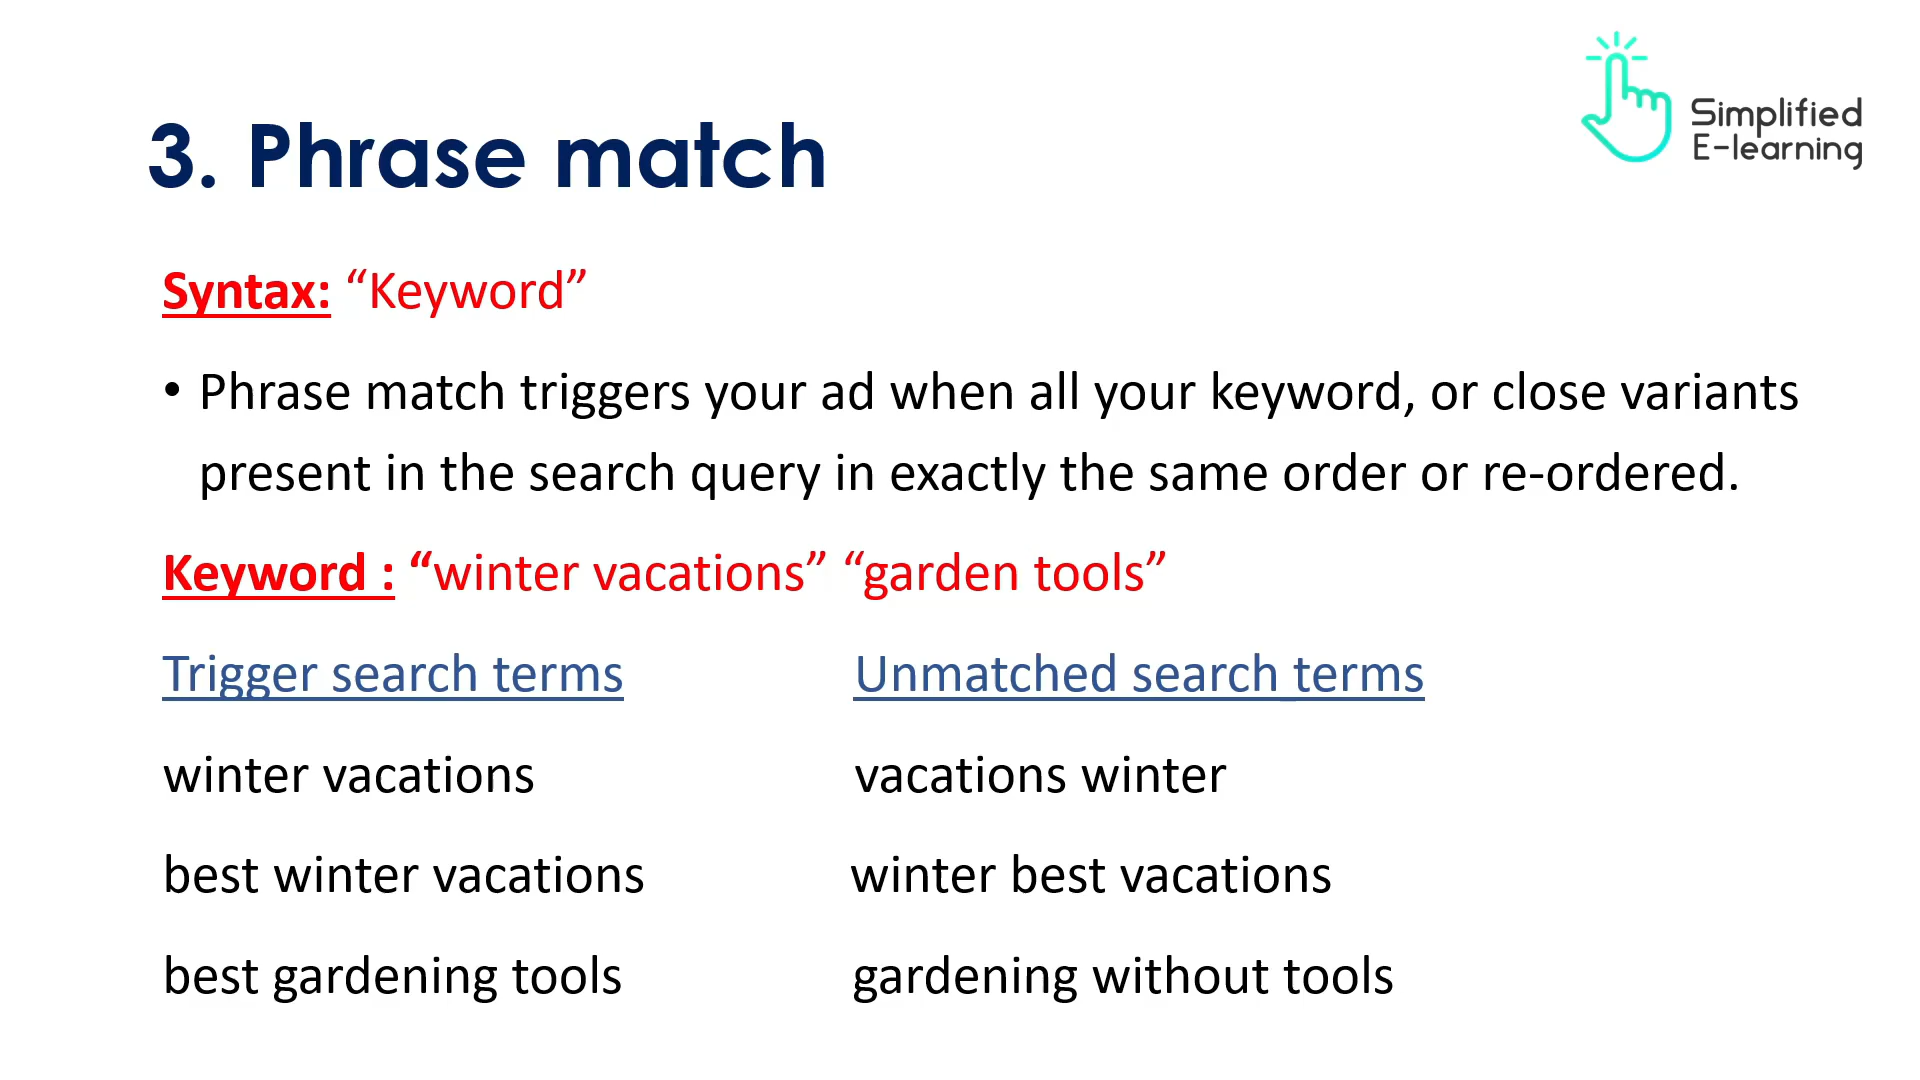 Simplified
E-learning
3. Phrase match
Syntax: “Keyword”
• Phrase match triggers your ad when all your keyword, or close variants
present in the search query in exactly the same order or re-ordered.
Keyword : “winter vacations” “garden tools”
Trigger search terms Unmatched search terms
winter vacations vacations winter
best winter vacations winter best vacations
best gardening tools gardening without tools